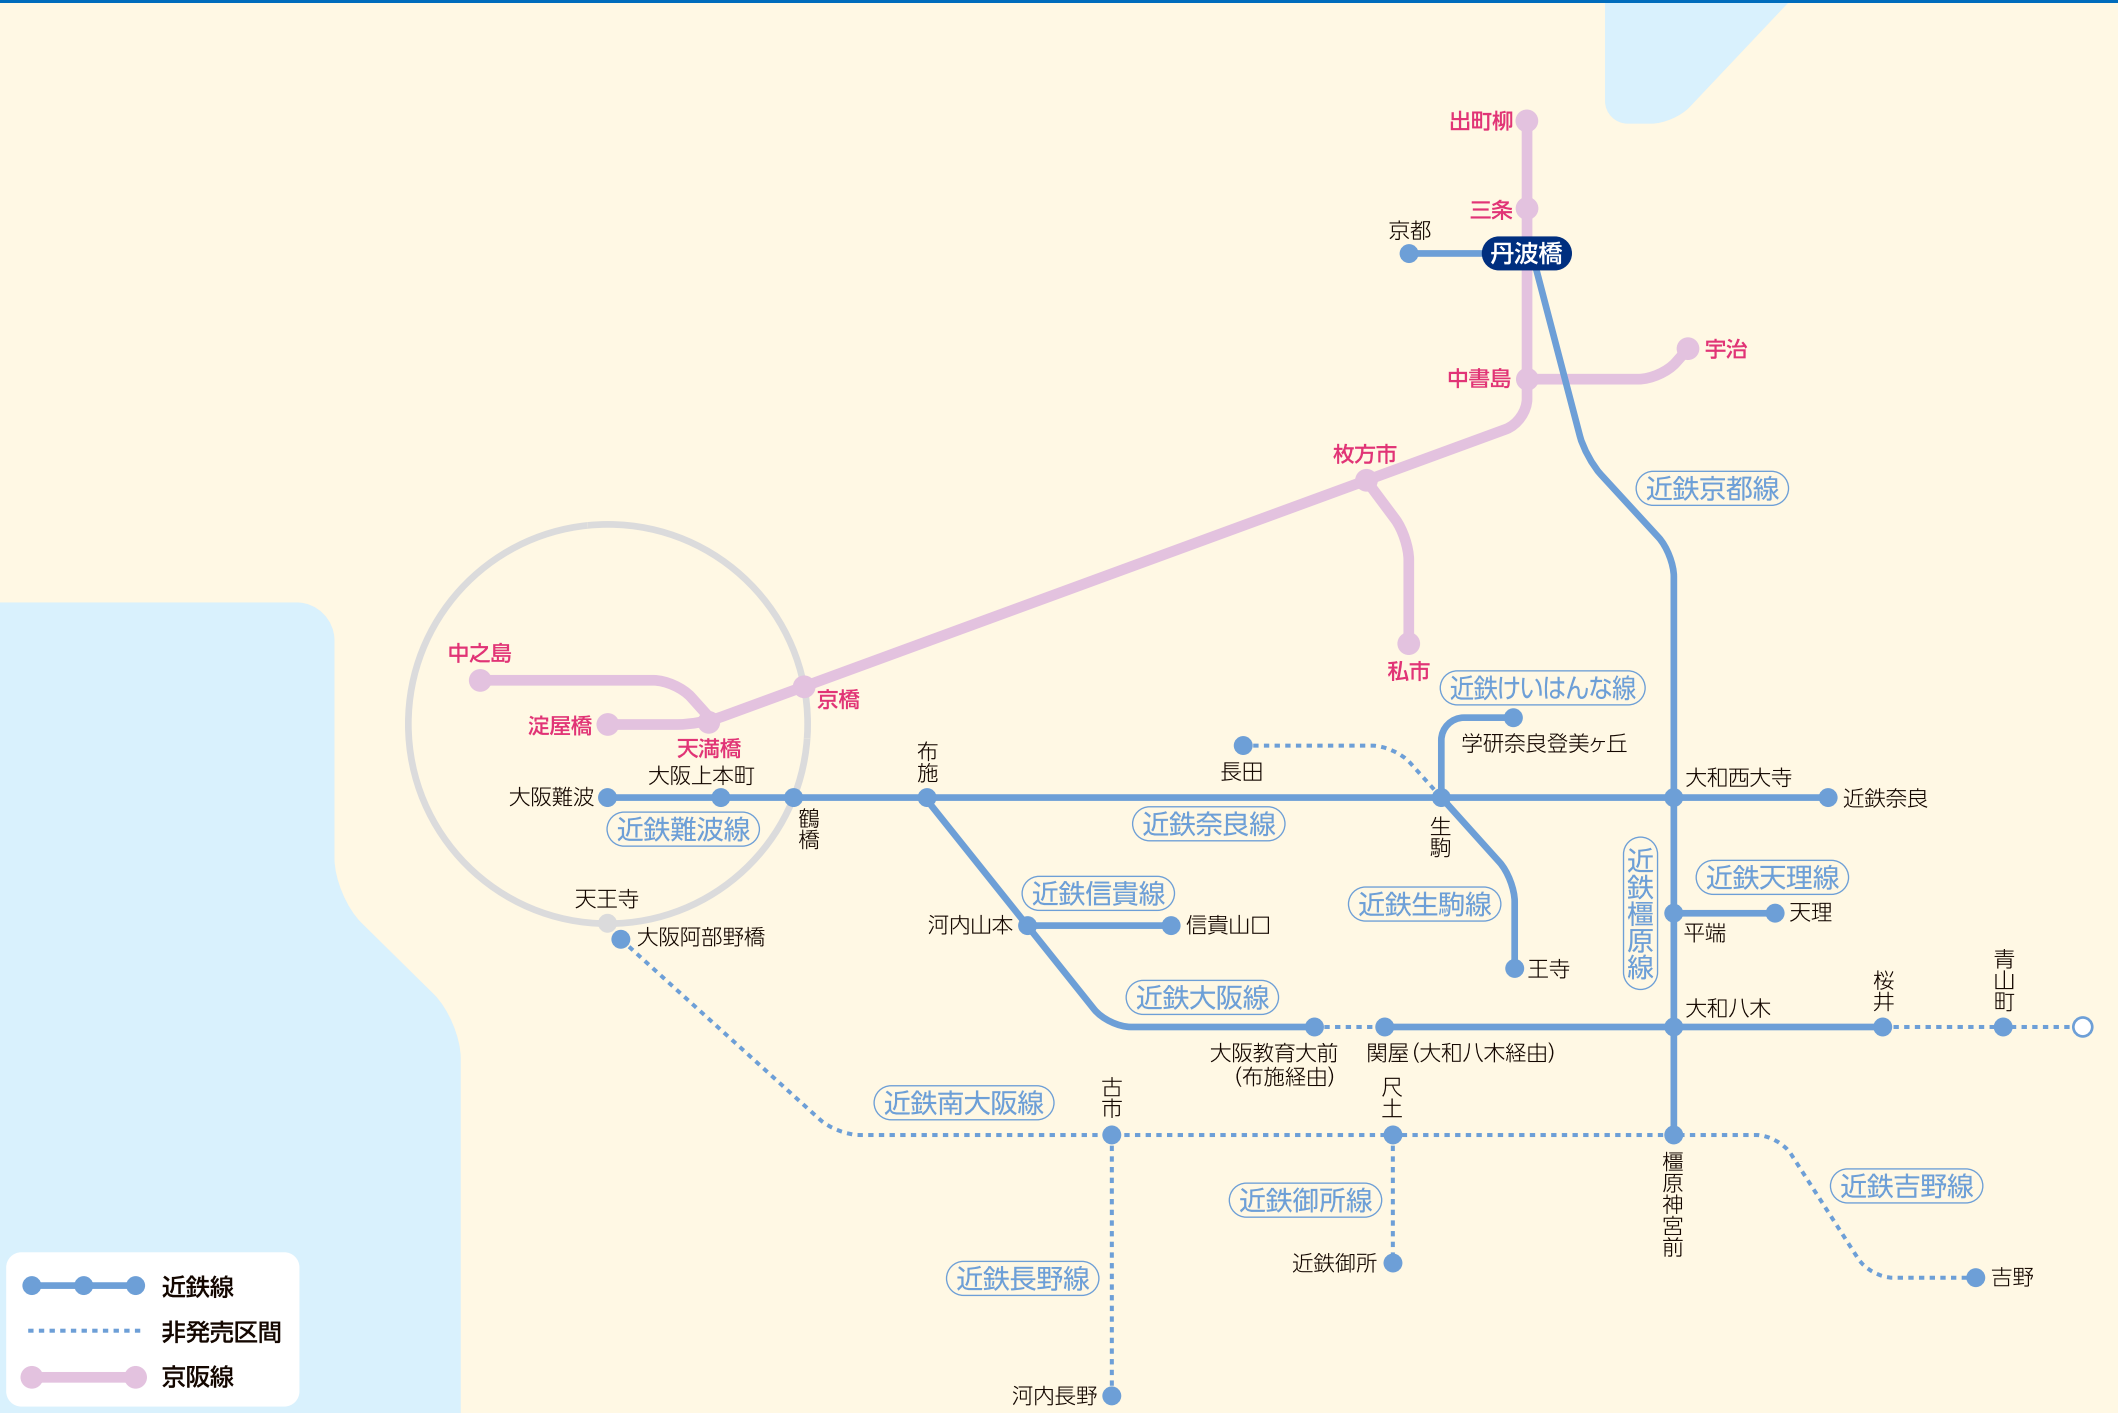 出町柳
三条
京都
丹波橋
宇治
中書島
枚方市
近鉄京都線
中之島
私市
近鉄けいはんな線
京橋
淀屋橋
天満橋
学研奈良登美ヶ丘
布施
大阪上本町
長田
大和西大寺
大阪難波
近鉄奈良
近鉄難波線
鶴橋
近鉄奈良線
生駒
近鉄橿原線
近鉄天理線
近鉄信貴線
近鉄生駒線
天王寺
大阪阿部野橋
河内山本
信貴山口
天理
平端
王寺
青山町
桜井
近鉄大阪線
大和八木
大阪教育大前
(布施経由)
関屋(大和八木経由)
古市
尺土
近鉄南大阪線
橿原神宮前
近鉄吉野線
近鉄御所線
近鉄御所
近鉄長野線
吉野
河内長野
近鉄線
非発売区間
京阪線